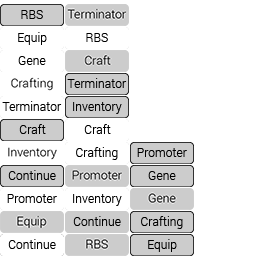 RBS Terminator
Equip RBS
Gene Craft
Crafting Terminator
Terminator Inventory
Craft Craft
Inventory Crafting Promoter
Continue Promoter Gene
Promoter Inventory Gene
Equip Continue Crafting
Continue RBS Equip